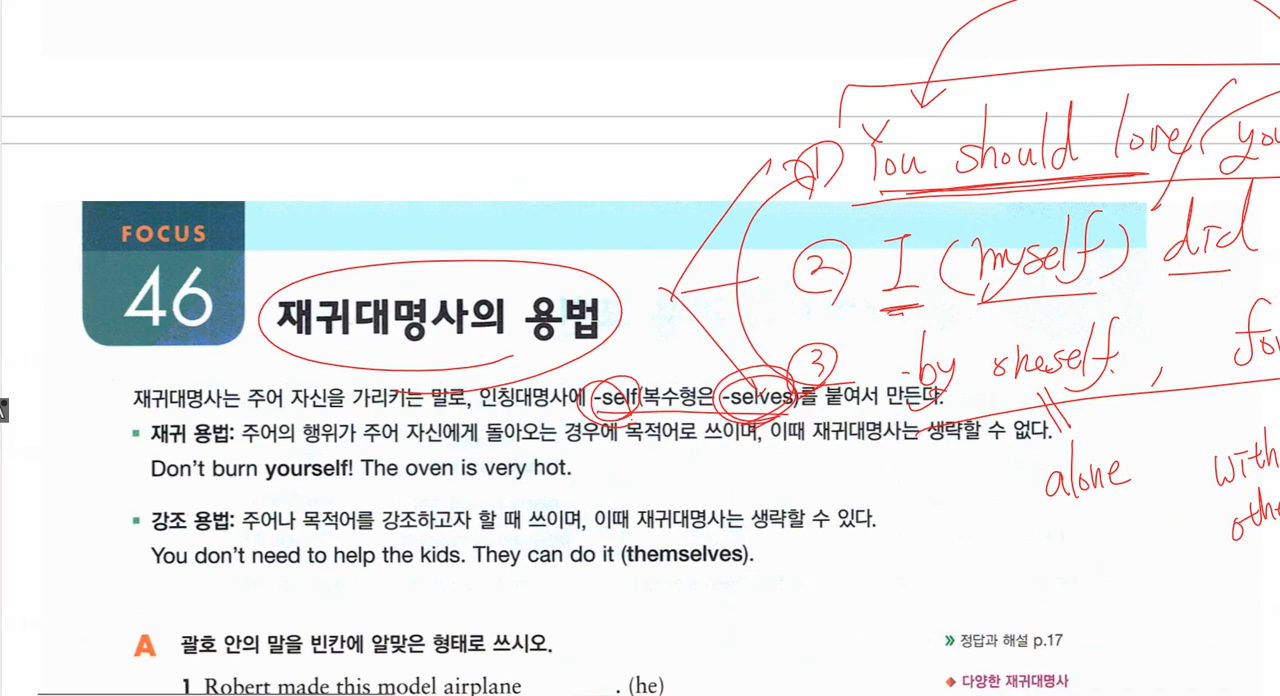 ① You should love
② I (myself) did
FOCUS
46
재귀대명사의 용법
③ -by sheself,
재귀대명사는 주어 자신을 가리키는 말로, 인칭대명사에 -self(복수형은 -selves)를 붙여서 만든다.
재귀 용법: 주어의 행위가 주어 자신에게 돌아오는 경우에 목적어로 쓰이며, 이때 재귀대명사는 생략할 수 없다.
Don't burn yourself! The oven is very hot.
alone
강조 용법: 주어나 목적어를 강조하고자 할 때 쓰이며, 이때 재귀대명사는 생략할 수 있다.
You don't need to help the kids. They can do it (themselves).
A 괄호 안의 말을 빈칸에 알맞은 형태로 쓰시오.
» 정답과 해설 p.17
1 Robert made this model airplane ______. (he)
다양한 재귀대명사